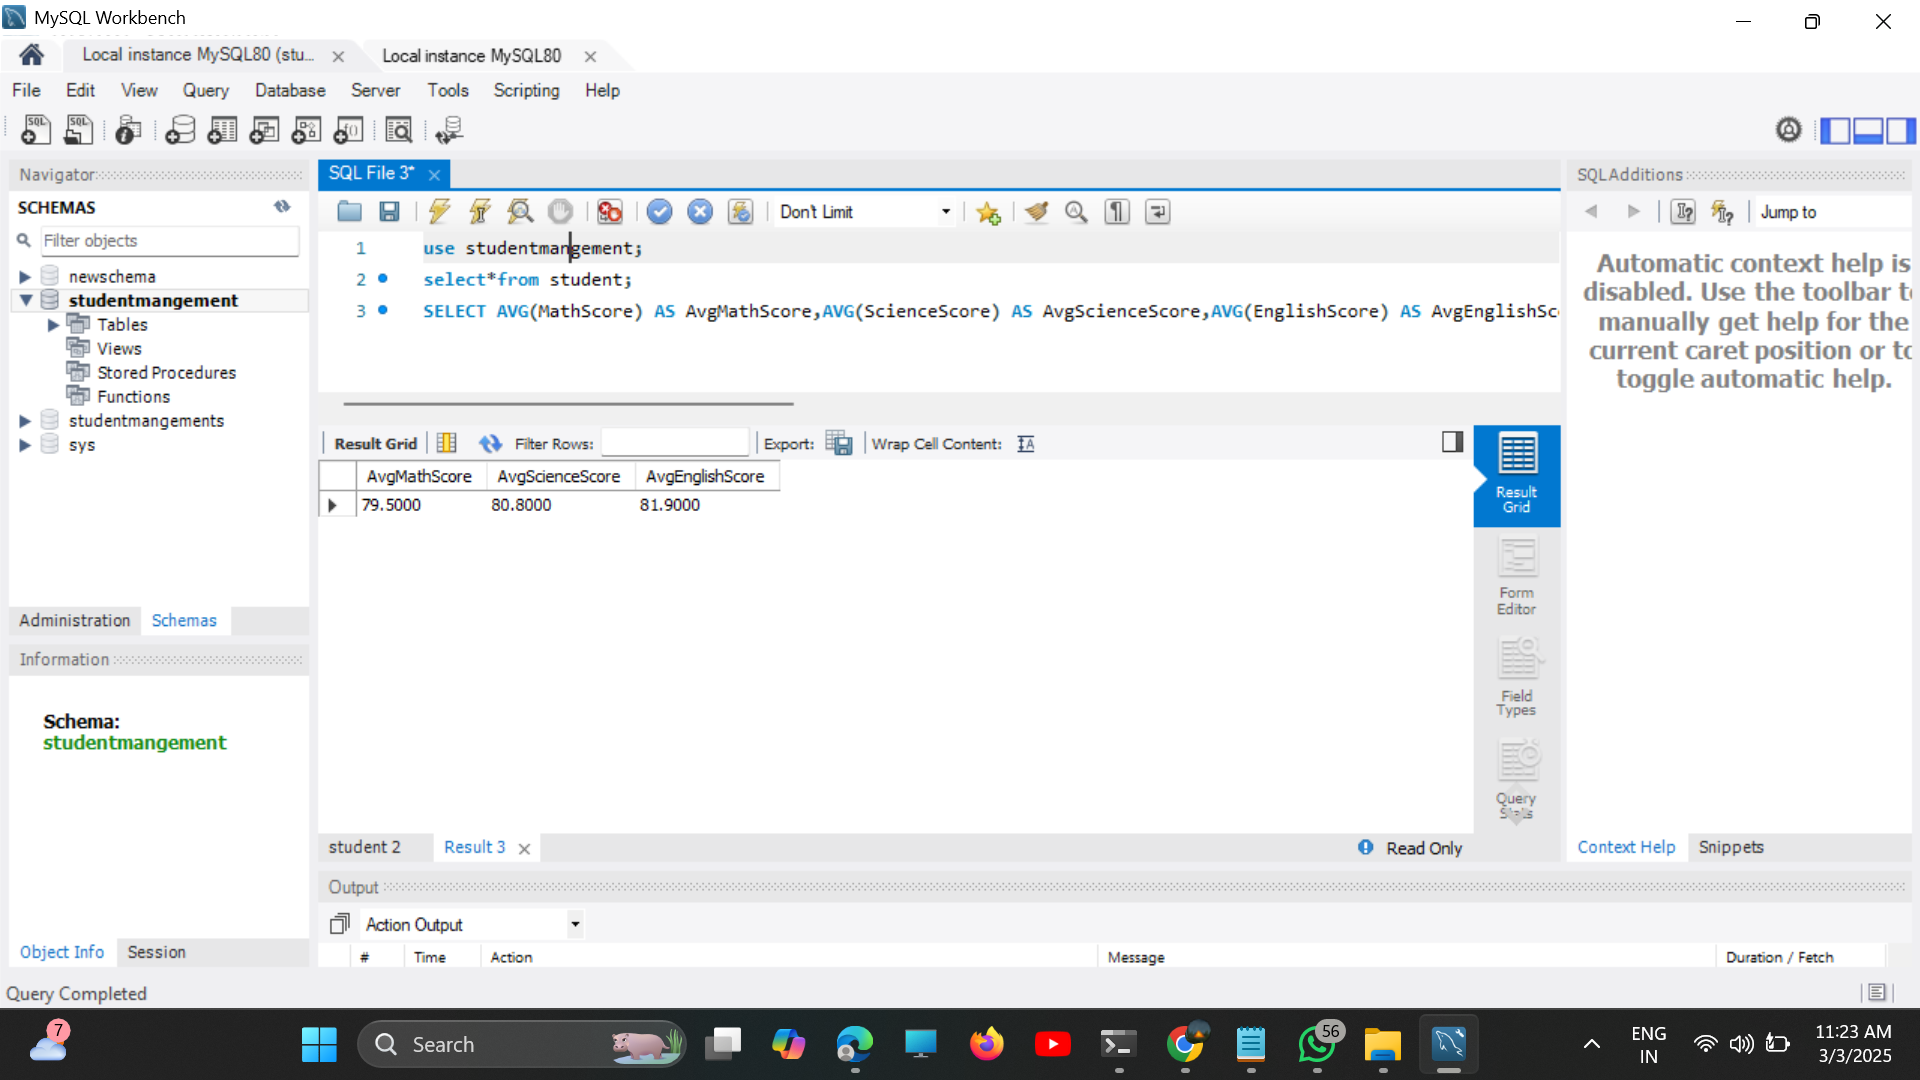 MySQL Workbench
Local instance MySQL80 (stu...
Local instance MySQL80
File Edit View Query Database Server Tools Scripting Help
Navigator
SCHEMAS
Filter objects
newschema
studentmangement
Tables
Views
Stored Procedures
Functions
studentmangements
sys
Administration Schemas
Information
Schema:
studentmangement
Object Info Session
SQL File 3*
Don't Limit
1 use studentmangement;
2 select*from student;
3 SELECT AVG(MathScore) AS AvgMathScore,AVG(ScienceScore) AS AvgScienceScore,AVG(EnglishScore) AS AvgEnglishSc
Result Grid Filter Rows: Export: Wrap Cell Content:
AvgMathScore AvgScienceScore AvgEnglishScore
79.5000 80.8000 81.9000
Result
Grid
Form
Editor
Field
Types
Query
Stats
student 2 Result 3 Read Only
SQLAdditions
Jump to
Automatic context help is
disabled. Use the toolbar to
manually get help for the
current caret position or to
toggle automatic help.
Context Help Snippets
Output
Action Output
# Time Action Message Duration / Fetch
Query Completed
7
Search
56
ENG
IN
11:23 AM
3/3/2025